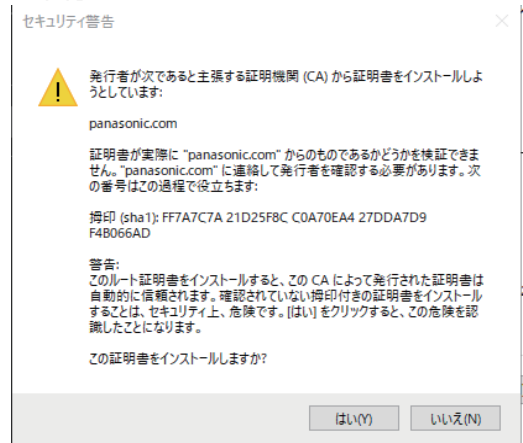 セキュリティ警告
発行者が次であると主張する証明機関 (CA) から証明書をインストールしよ
うとしています:
panasonic.com
証明書が実際に "panasonic.com" からのものであるかどうかを検証できま
せん。"panasonic.com" に連絡して発行者を確認する必要があります。次
の番号はこの過程で役立ちます:
拇印 (sha1): FF7A7C7A 21D25F8C C0A70EA4 27DDA7D9
F4B066AD
警告:
このルート証明書をインストールすると、この CA によって発行された証明書は
自動的に信頼されます。確認されていない拇印付きの証明書をインストール
することは、セキュリティ上、危険です。[はい] をクリックすると、この危険を認
識したことになります。
この証明書をインストールしますか?
はい(Y)
いいえ(N)